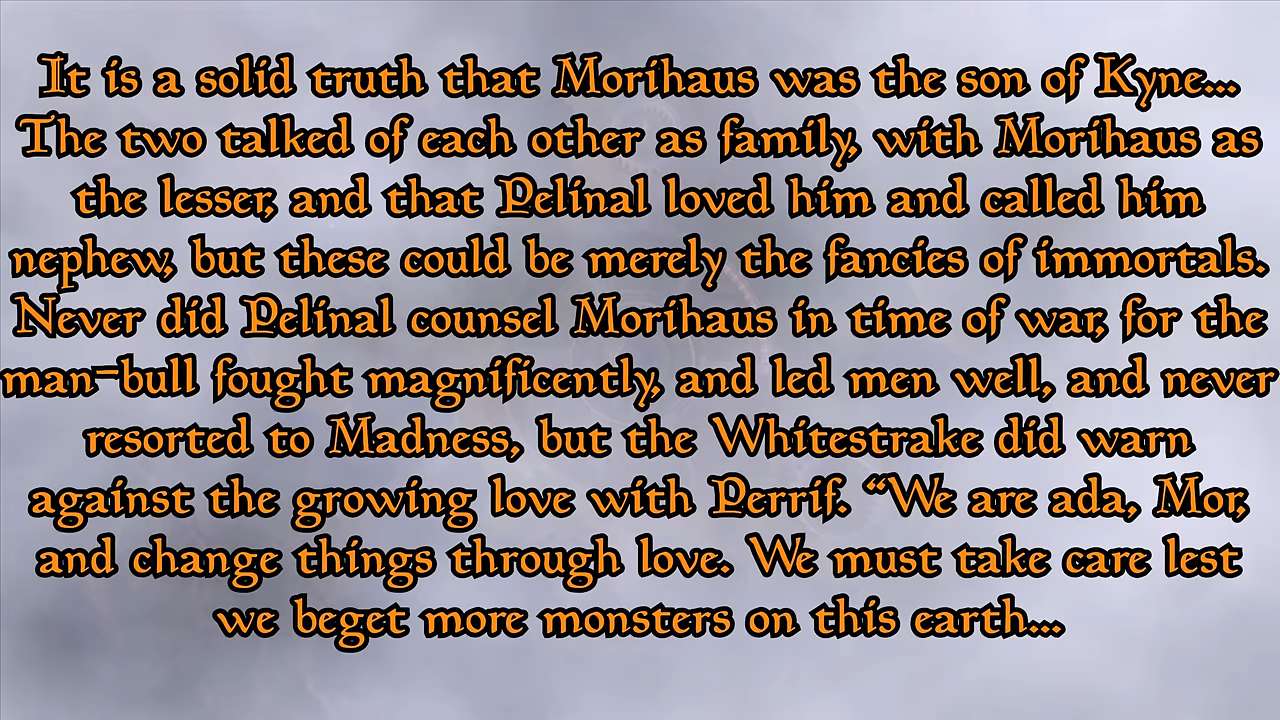 It is a solid truth that Morihaus was the son of Kyne...
The two talked of each other as family, with Morihaus as
the lesser, and that Pelinal loved him and called him
nephew, but these could be merely the fancies of immortals.
Never did Pelinal counsel Morihaus in time of war, for the
man-bull fought magnificently, and led men well, and never
resorted to Madness, but the Whitestrake did warn
against the growing love with Perrif. “We are ada, Mor,
and change things through love. We must take care lest
we beget more monsters on this earth...